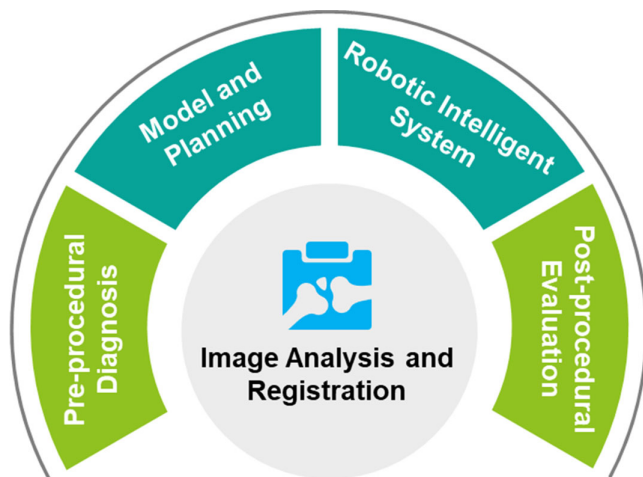 Pre-procedural
Diagnosis
Model and
Planning
Robotic Intelligent
System
Post-procedural
Evaluation
Image Analysis and
Registration